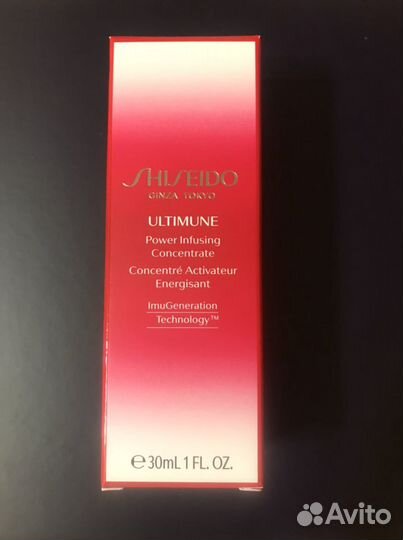 SHISEIDO
GINZA TOKYO
ULTIMUNE
Power Infusing
Concentrate
Concentré Activateur
Energisant
ImuGeneration
Technology™
℮30mL 1 FL. OZ.
Avito